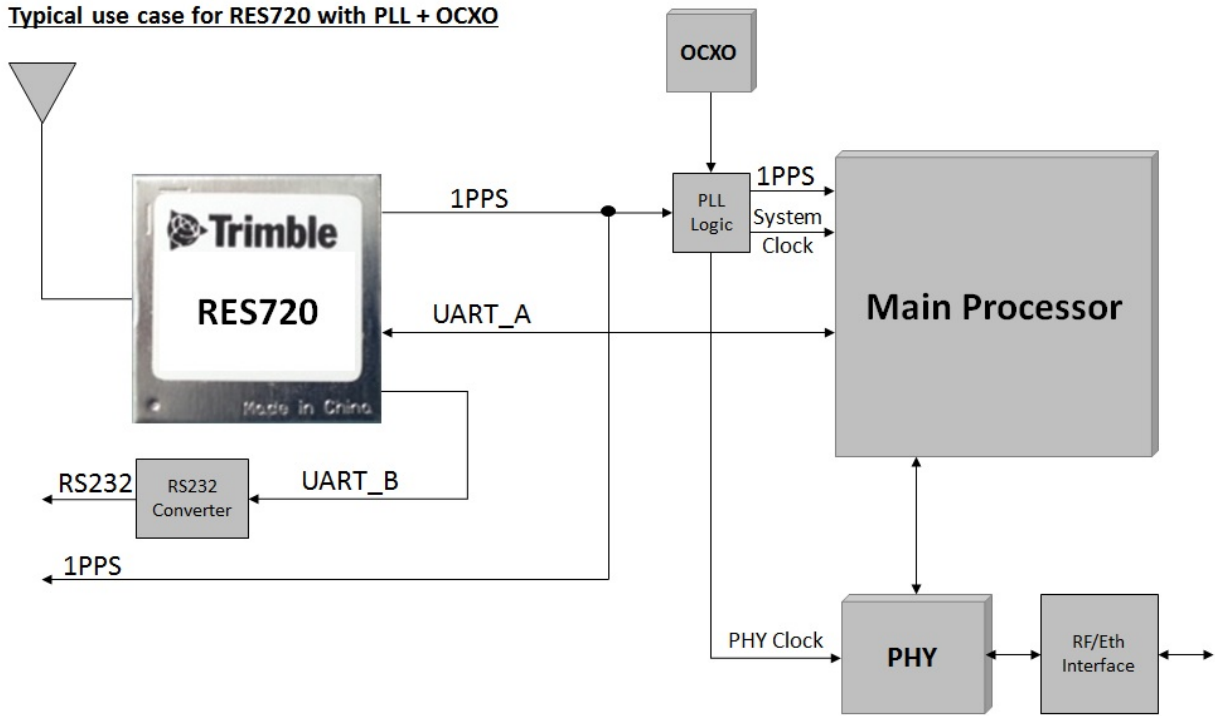 Typical use case for RES720 with PLL + OCXO
OCXO
1PPS
PLL
Logic
1PPS
System
Clock
Trimble
RES720
Main Processor
UART_A
Made in China
RS232
RS232
Converter
UART_B
1PPS
PHY Clock
PHY
RF/Eth
Interface